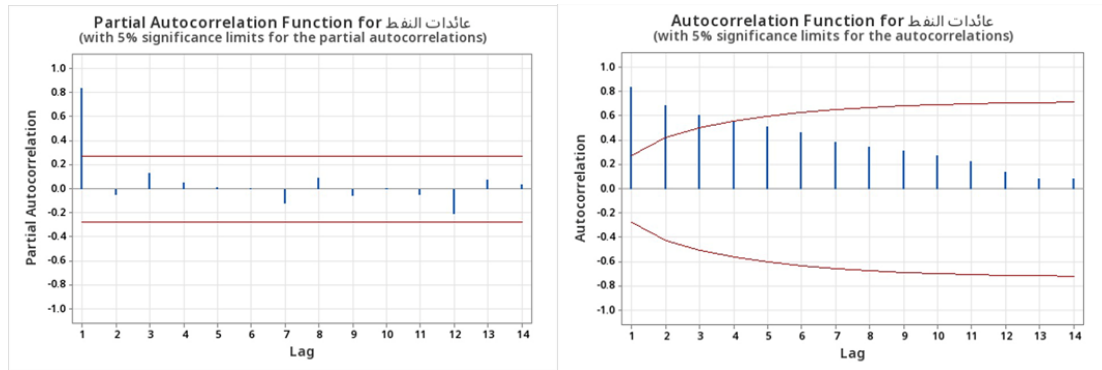 Partial Autocorrelation Function for عائدات النفط
(with 5% significance limits for the partial autocorrelations)
Partial Autocorrelation
1.0
0.8
0.6
0.4
0.2
0.0
-0.2
-0.4
-0.6
-0.8
-1.0
1 2 3 4 5 6 7 8 9 10 11 12 13 14
Lag
Autocorrelation Function for عائدات النفط
(with 5% significance limits for the autocorrelations)
Autocorrelation
1.0
0.8
0.6
0.4
0.2
0.0
-0.2
-0.4
-0.6
-0.8
-1.0
1 2 3 4 5 6 7 8 9 10 11 12 13 14
Lag